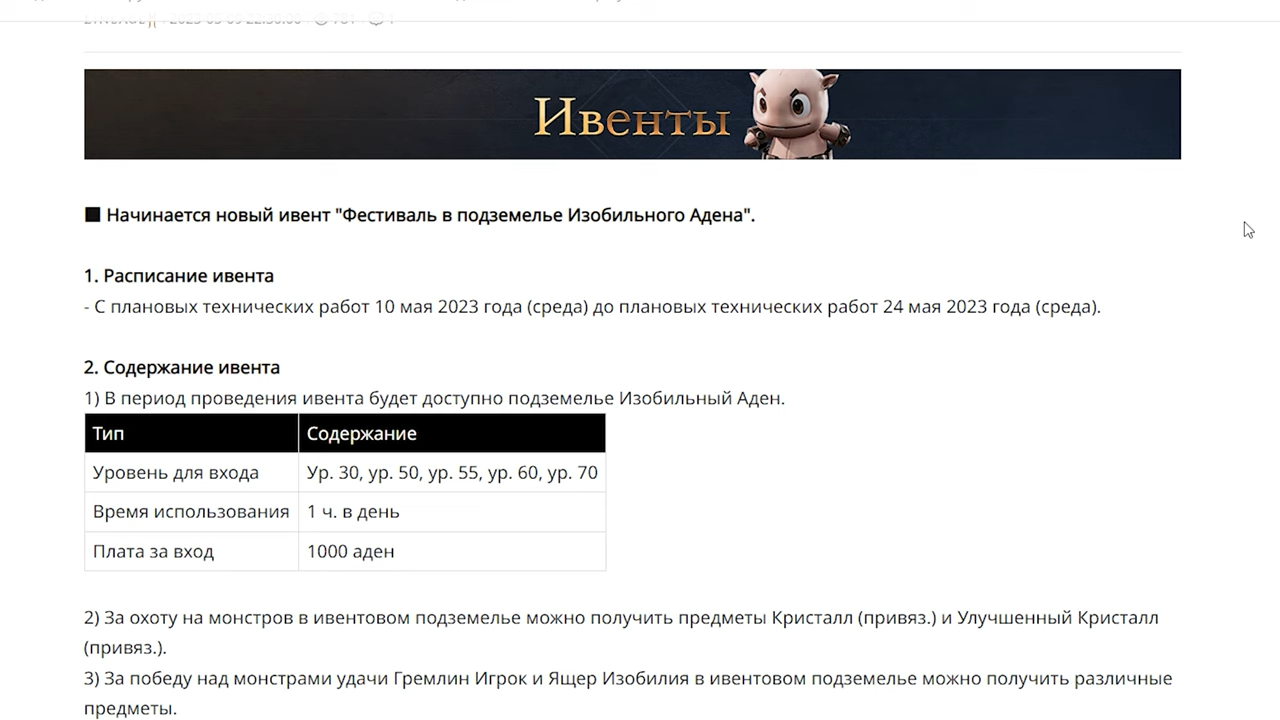 Ивенты
■ Начинается новый ивент "Фестиваль в подземелье Изобильного Адена".
1. Расписание ивента
- С плановых технических работ 10 мая 2023 года (среда) до плановых технических работ 24 мая 2023 года (среда).
2. Содержание ивента
1) В период проведения ивента будет доступно подземелье Изобильный Аден.
Тип Содержание
Уровень для входа Ур. 30, ур. 50, ур. 55, ур. 60, ур. 70
Время использования 1 ч. в день
Плата за вход 1000 аден
2) За охоту на монстров в ивентовом подземелье можно получить предметы Кристалл (привяз.) и Улучшенный Кристалл
(привяз.).
3) За победу над монстрами удачи Гремлин Игрок и Ящер Изобилия в ивентовом подземелье можно получить различные
предметы.